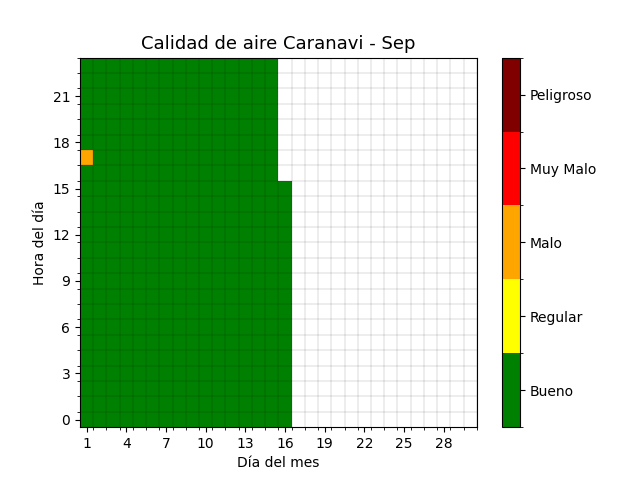 Calidad de aire Caranavi - Sep
Hora del día
21
18
15
12
9
6
3
0
1 4 7 10 13 16 19 22 25 28
Día del mes
Peligroso
Muy Malo
Malo
Regular
Bueno